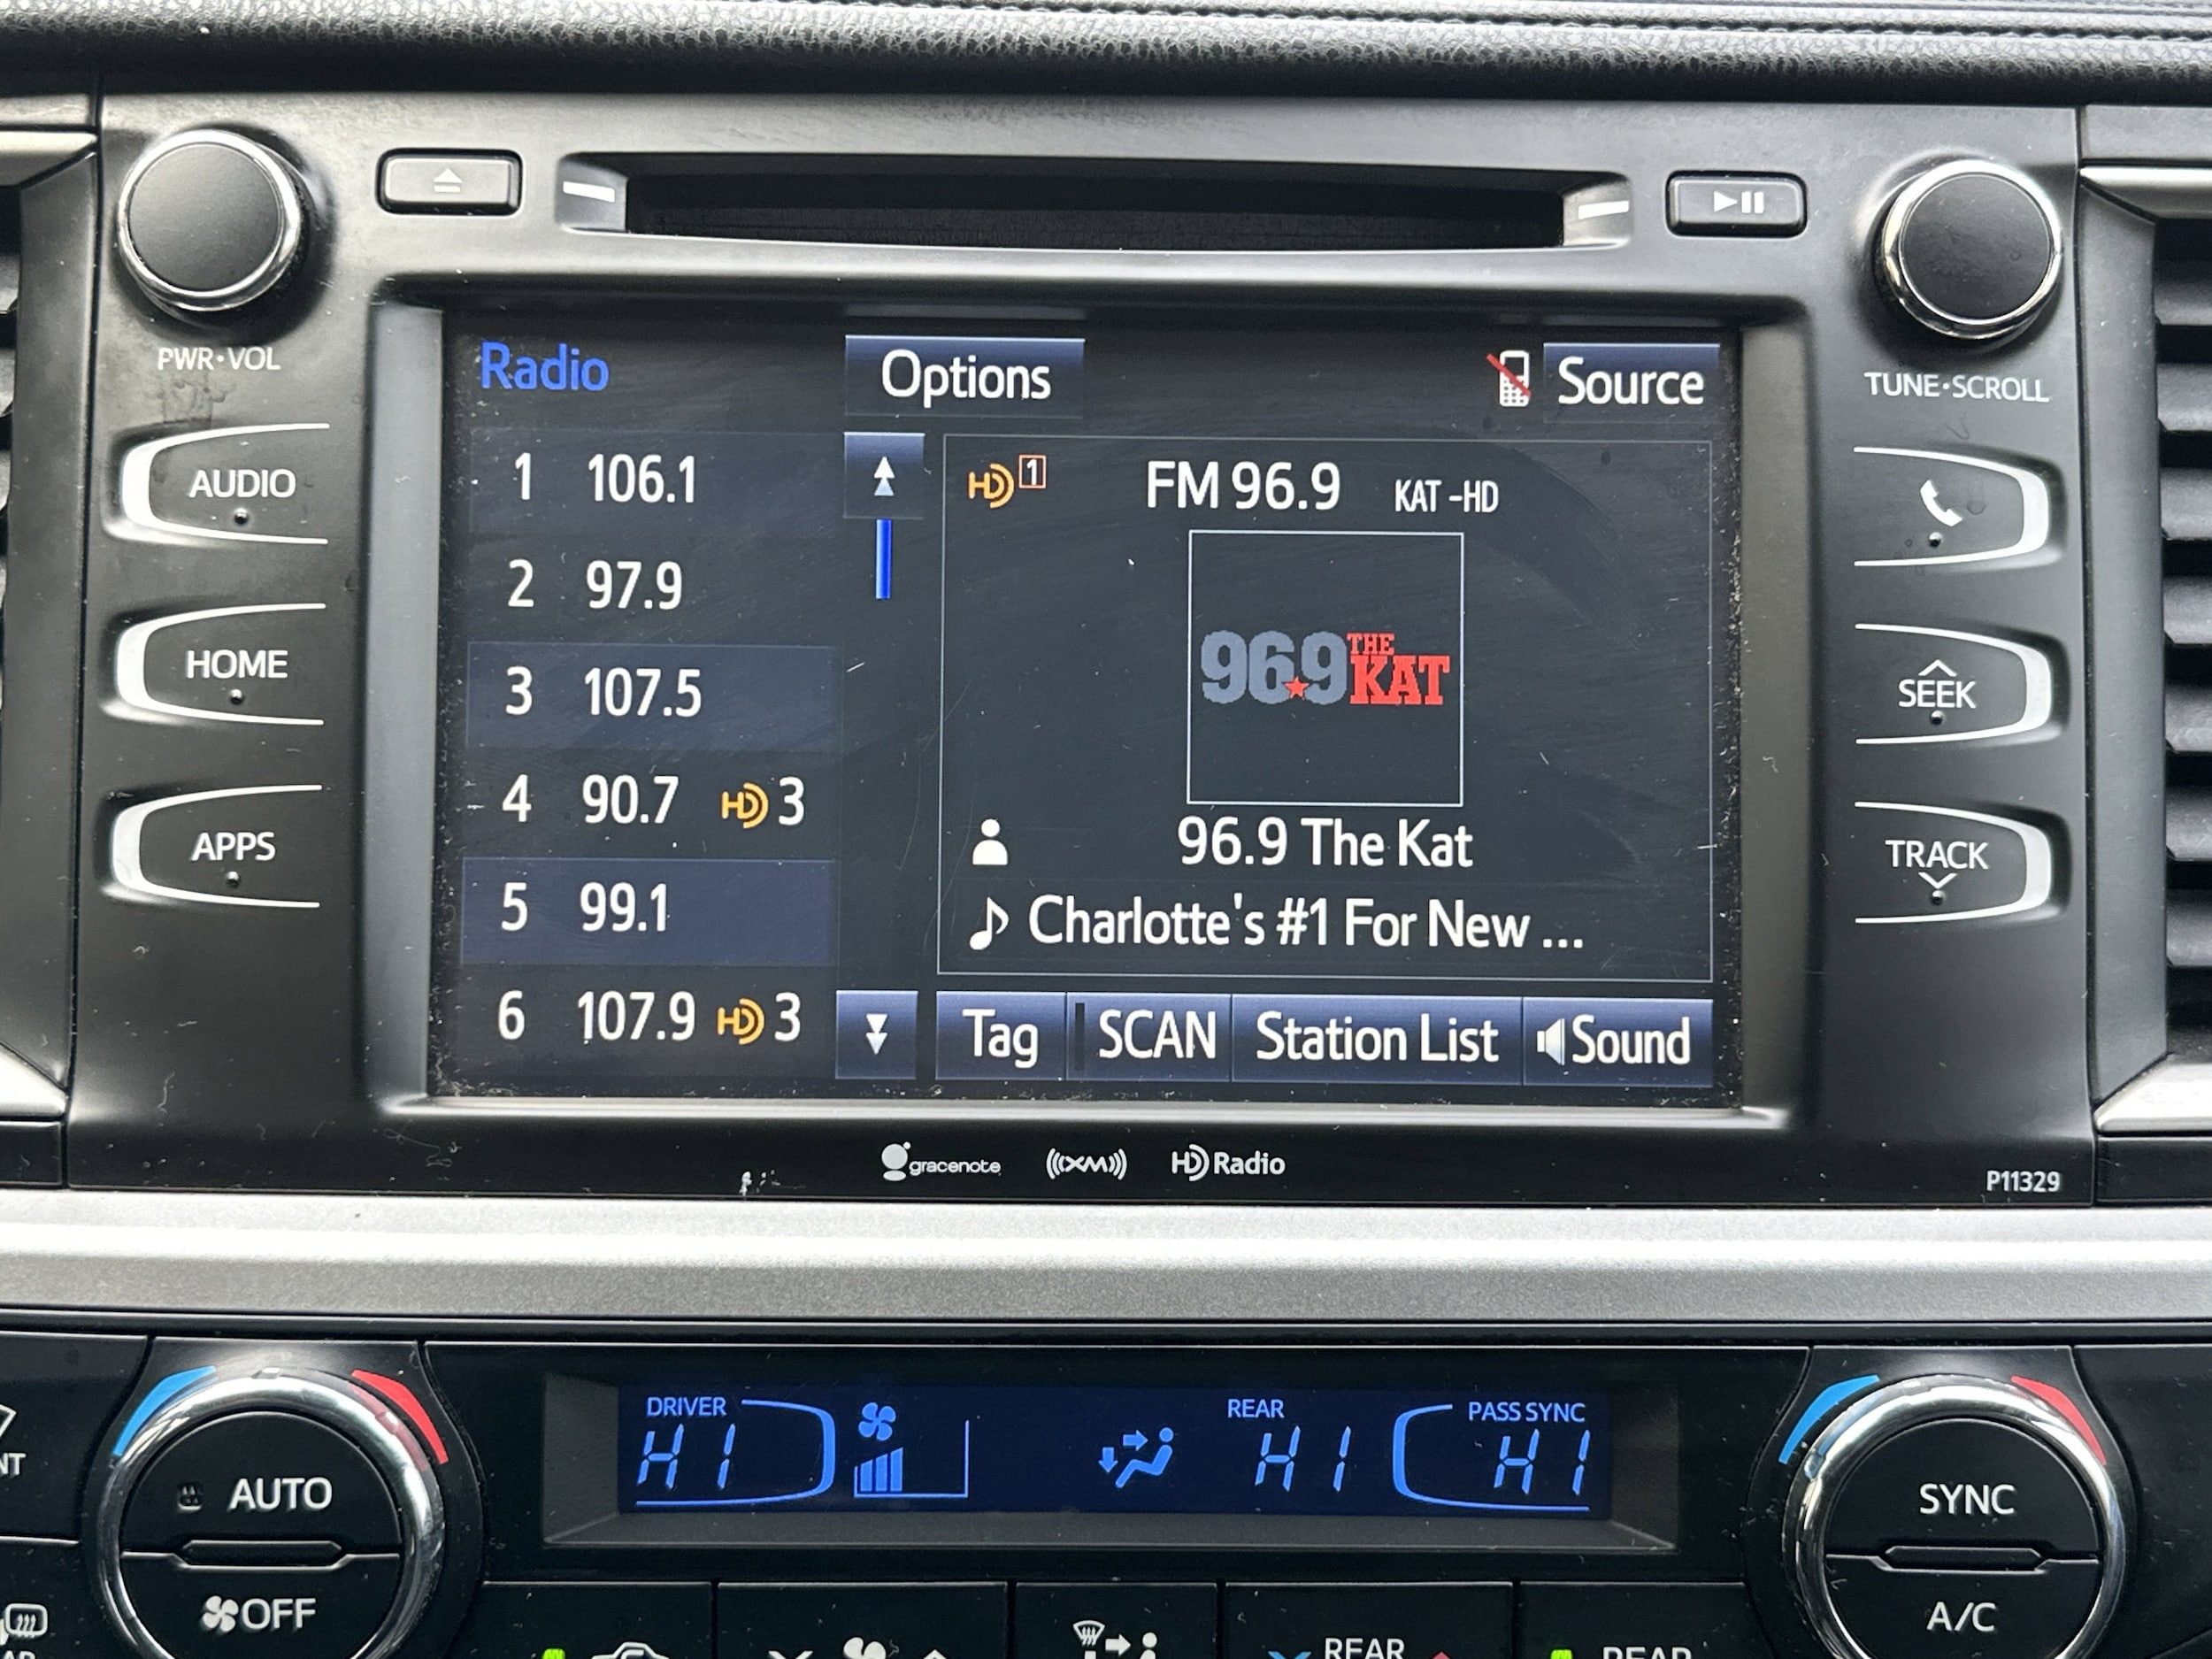 PWR•VOL
TUNE•SCROLL
AUDIO
HOME
APPS
SEEK
TRACK
Radio
Options
Source
1 106.1
2 97.9
3 107.5
4 90.7 HD 3
5 99.1
6 107.9 HD 3
HD 1 FM 96.9 KAT -HD
96.9 THE KAT
96.9 The Kat
Charlotte's #1 For New ...
Tag SCAN Station List Sound
gracenote ((XM)) HD Radio
P11329
DRIVER HI
REAR HI
PASS SYNC HI
AUTO
OFF
SYNC
A/C
REAR
REAR